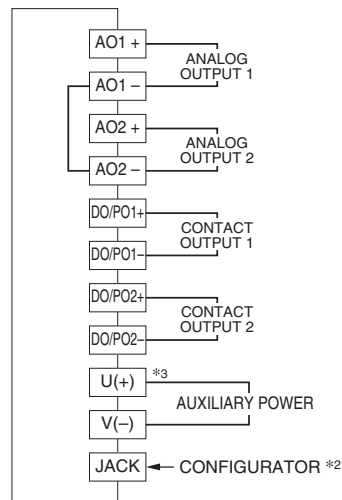 AO1 +
ANALOG
OUTPUT 1
AO1 −
AO2 +
ANALOG
OUTPUT 2
AO2 −
DO/PO1+
CONTACT
OUTPUT 1
DO/PO1−
DO/PO2+
CONTACT
OUTPUT 2
DO/PO2−
U(+) *3
AUXILIARY POWER
V(−)
JACK CONFIGURATOR *2